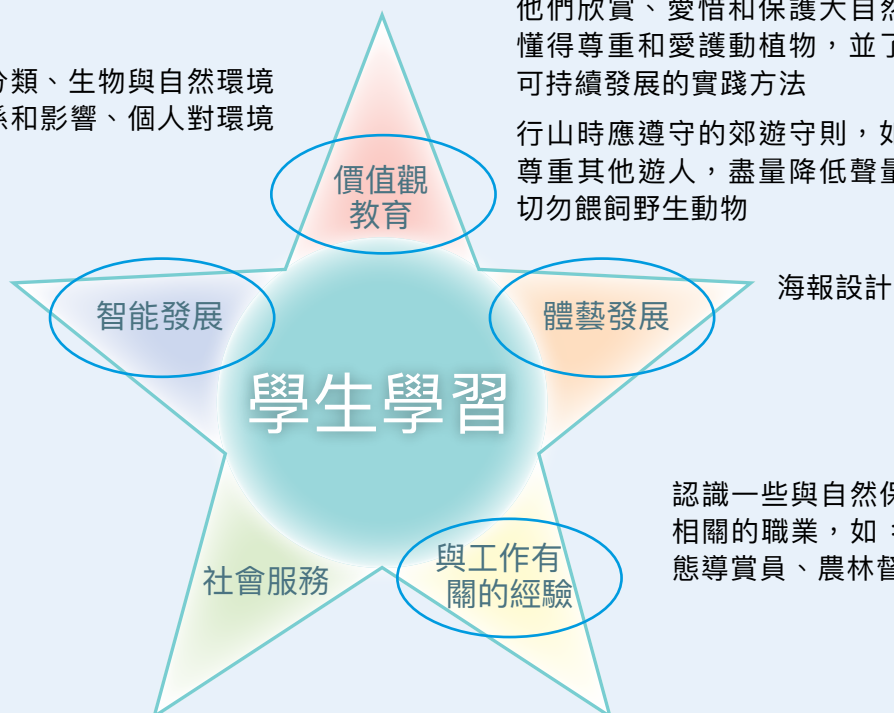 他們欣賞、愛惜和保護大自然
懂得尊重和愛護動植物，並了
可持續發展的實踐方法
行山時應遵守的郊遊守則，如
尊重其他遊人，盡量降低聲量
切勿餵飼野生動物
分類、生物與自然環境
係和影響、個人對環境
價值觀
教育
智能發展
體藝發展
海報設計
學生學習
認識一些與自然保
相關的職業，如
態導賞員、農林督
與工作有
關的經驗
社會服務